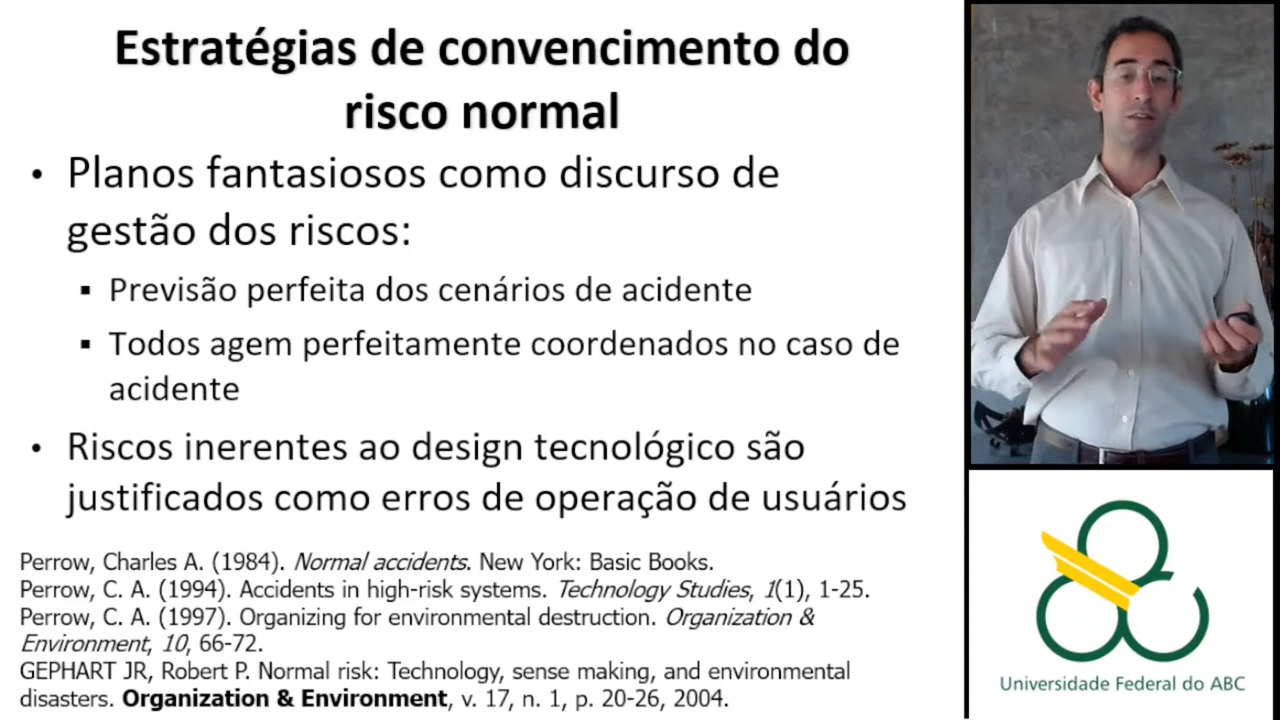 Estratégias de convencimento do
risco normal
• Planos fantasiosos como discurso de
gestão dos riscos:
▪ Previsão perfeita dos cenários de acidente
▪ Todos agem perfeitamente coordenados no caso de
acidente
• Riscos inerentes ao design tecnológico são
justificados como erros de operação de usuários
Perrow, Charles A. (1984). Normal accidents. New York: Basic Books.
Perrow, C. A. (1994). Accidents in high-risk systems. Technology Studies, 1(1), 1-25.
Perrow, C. A. (1997). Organizing for environmental destruction. Organization &
Environment, 10, 66-72.
GEPHART JR, Robert P. Normal risk: Technology, sense making, and environmental
disasters. Organization & Environment, v. 17, n. 1, p. 20-26, 2004.
Universidade Federal do ABC